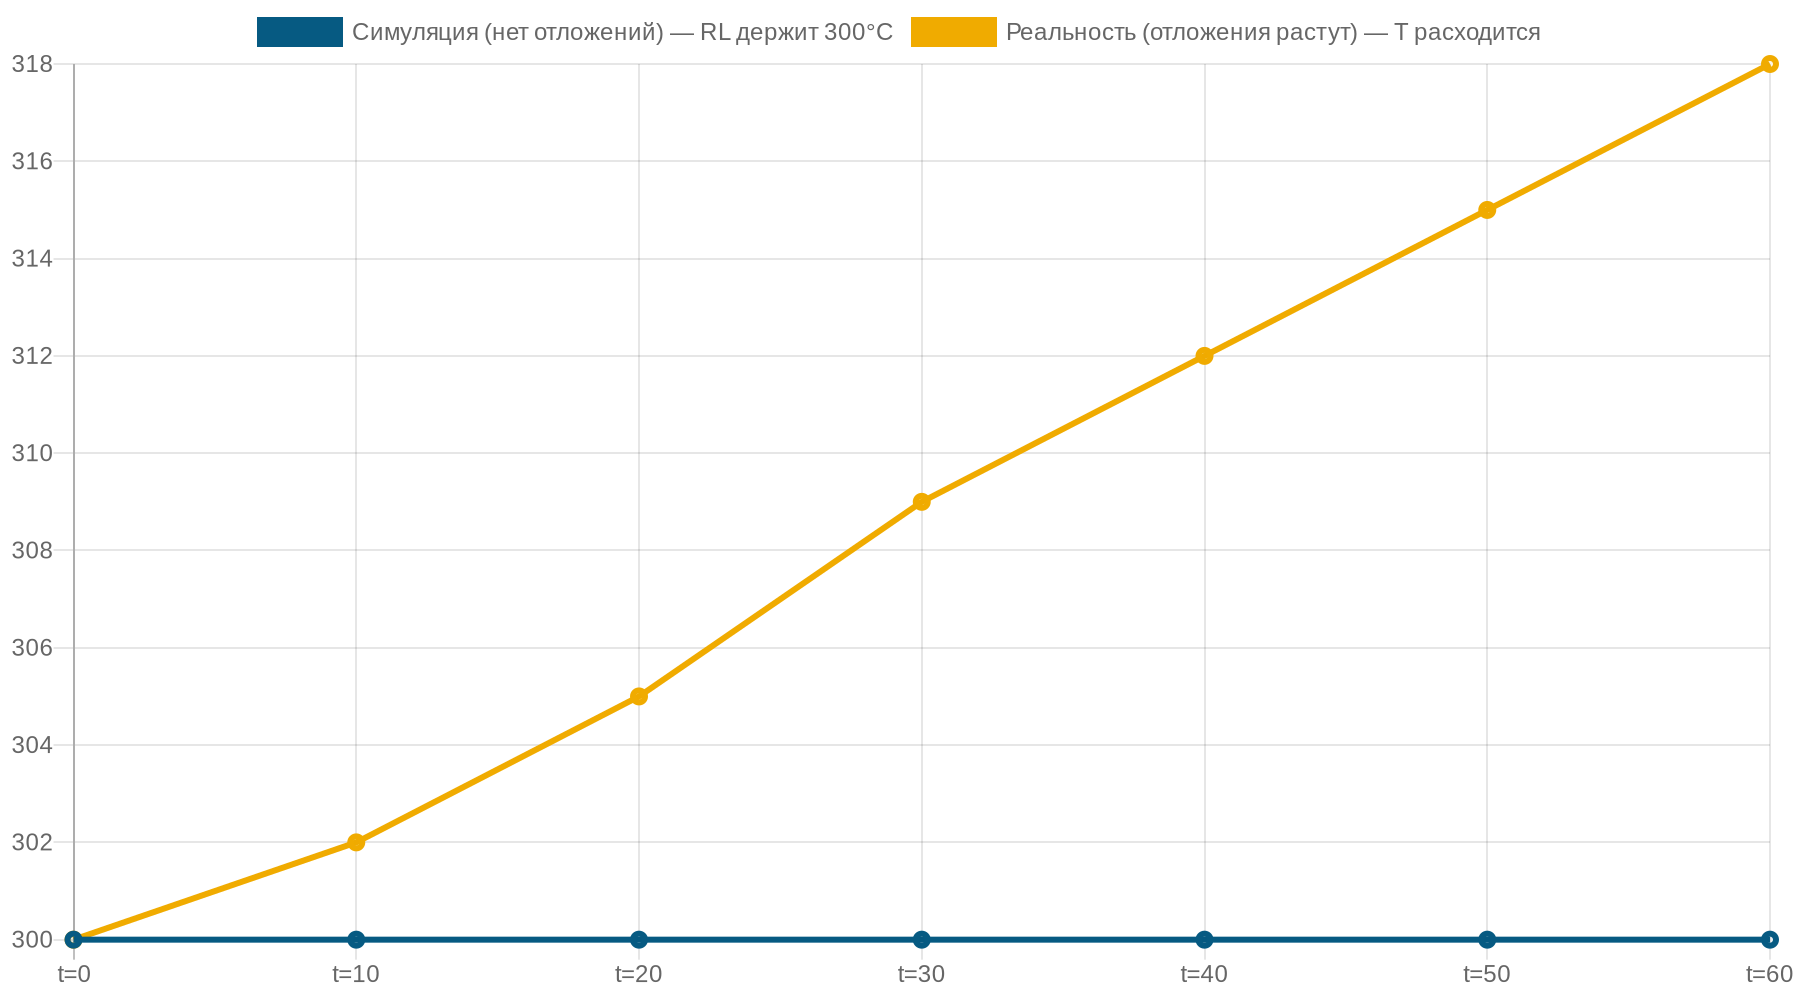 Симуляция (нет отложений) — RL держит 300°C
Реальность (отложения растут) — T расходится
318
316
314
312
310
308
306
304
302
300
t=0
t=10
t=20
t=30
t=40
t=50
t=60